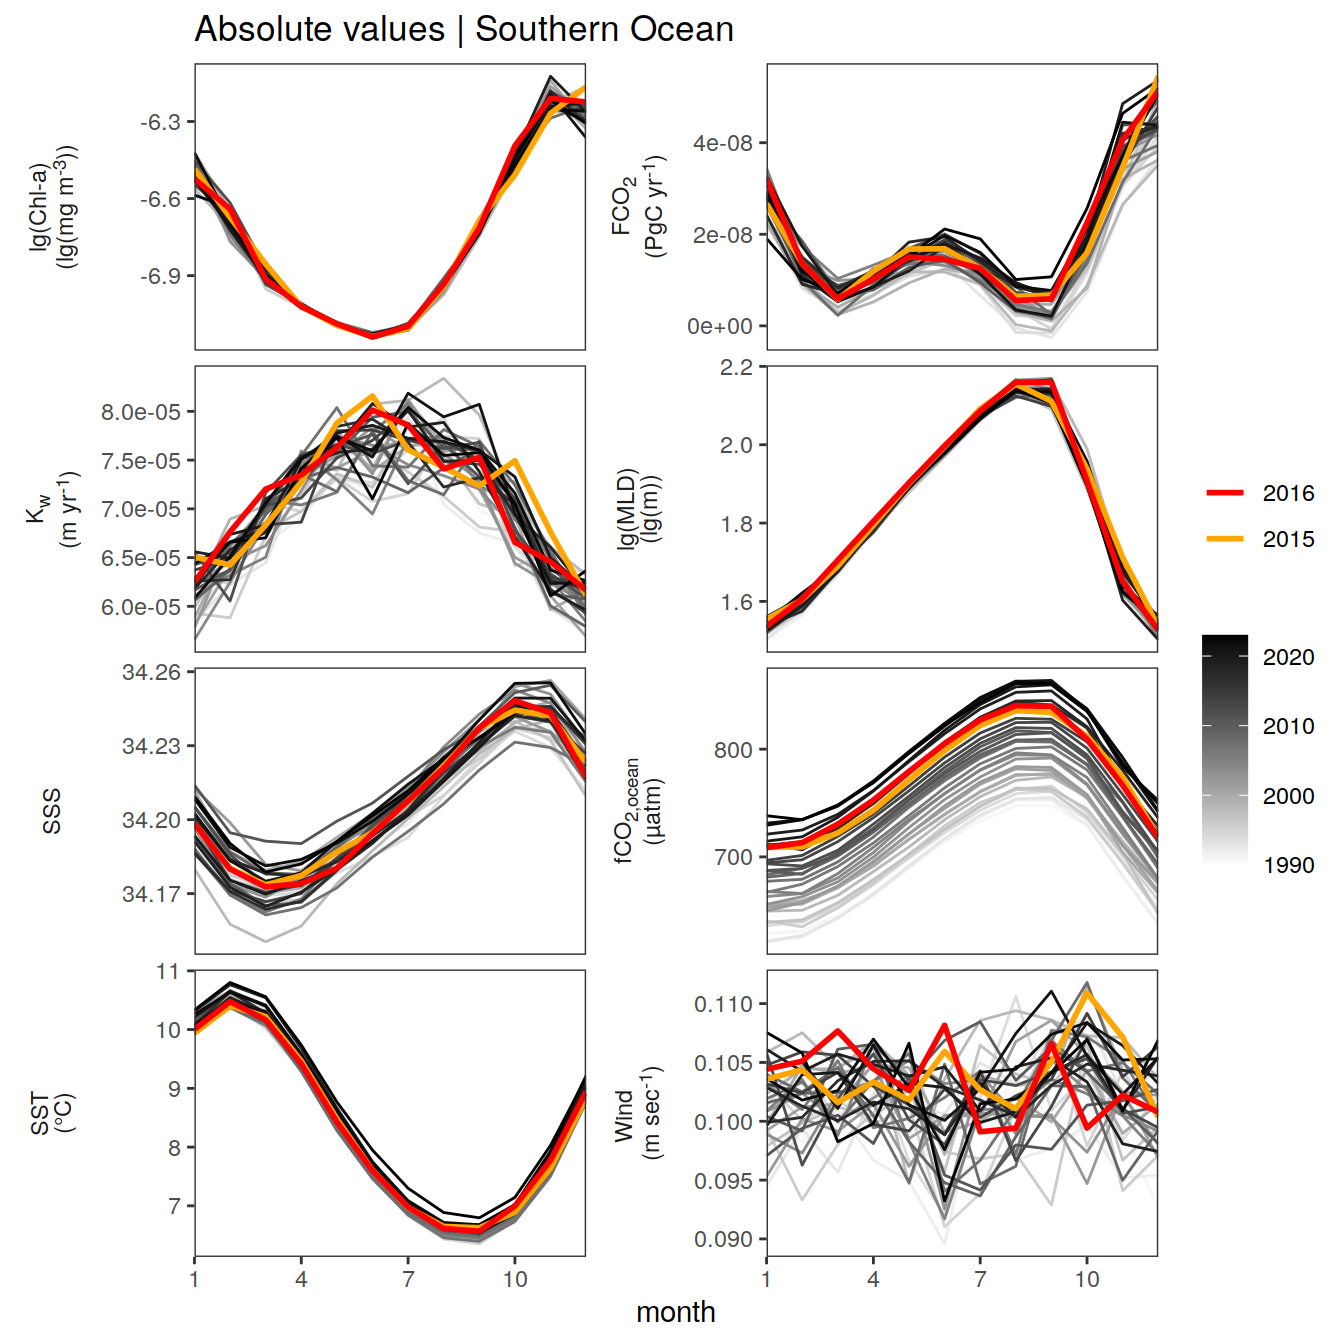 Absolute values | Southern Ocean
lg(Chl-a)
(lg(mg m⁻³))
-6.3
-6.6
-6.9
FCO₂
(PgC yr⁻¹)
4e-08
2e-08
0e+00
K_w
(m yr⁻¹)
8.0e-05
7.5e-05
7.0e-05
6.5e-05
6.0e-05
lg(MLD)
(lg(m))
2.2
2.0
1.8
1.6
SSS
34.26
34.23
34.20
34.17
fCO₂,ocean
(µatm)
800
700
SST
(°C)
11
10
9
8
7
Wind
(m sec⁻¹)
0.110
0.105
0.100
0.095
0.090
1 4 7 10
1 4 7 10
month
2016
2015
2020
2010
2000
1990